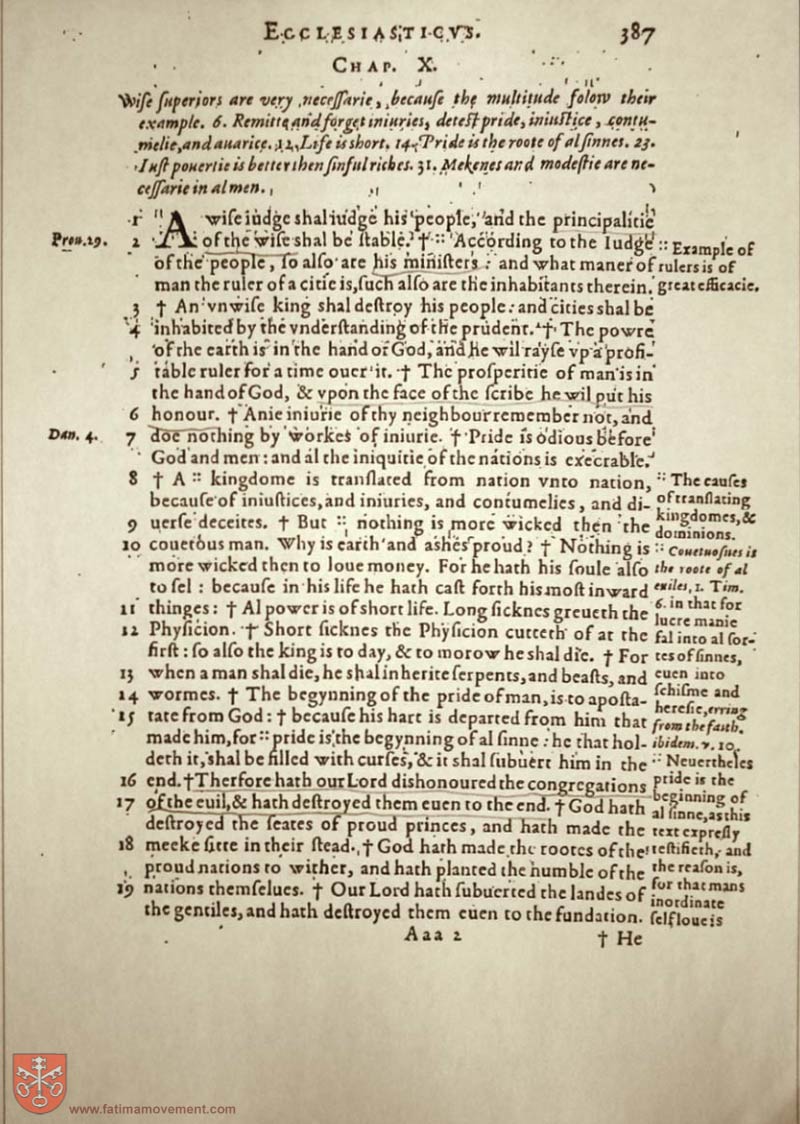 ECCLESIASTICVS. 387
CHAP. X.
Wiſe ſuperiors are very neceſſarie, becauſe the multitude folow their
example. 6. Remitte and forget iniuries, deteſt pride, iniuſtice, contu-
melie, and auarice. 12. Life is short. 14. Pride is the roote of al ſinnes. 23.
Iuſt pouertie is better then ſinful riches. 31. Mekenes and modeſtie are ne-
ceſſarie in al men.
1 A wiſe iudge shal iudge his people, and the principalitie
Prou. 29. 2 of the wiſe shal be ſtable. † :: According to the Iudge :: Example of
of the people, ſo alſo are his miniſters: and what maner of rulers is of
man the ruler of a citie is, ſuch alſo are the inhabitants therein. great efficacie.
3 † An vnwiſe king shal deſtroy his people: and cities shal be
4 inhabited by the vnderſtanding of the prudent. † The powre
of the earth is in the hand of God, and he wil rayſe vp a profi-
5 table ruler for a time ouer it. † The proſperitie of man is in
the hand of God, & vpon the face of the ſcribe he wil put his
6 honour. † Anie iniurie of thy neighbour remember not, and
Dan. 4. 7 doe nothing by workes of iniurie. † Pride is odious before
God and men: and al the iniquitie of the nations is execrable.
8 † A :: kingdome is tranſlated from nation vnto nation, :: The cauſes
becauſe of iniuſtices, and iniuries, and contumelies, and di- of tranſlating
9 uerſe deceites. † But :: nothing is more wicked then the kingdomes, &
dominions.
10 couetous man. Why is earth and ashes proud? † Nothing is :: Couetuoſnes is
more wicked then to loue money. For he hath his ſoule alſo the roote of al
to ſel: becauſe in his life he hath caſt forth his moſt inward euiles, 1. Tim.
11 thinges: † Al power is of short life. Long ſicknes greueth the 6. in that for
lucre manie
12 Phyſicion. † Short ſicknes the Phyſicion cutteth of at the fal into al ſor-
firſt: ſo alſo the king is to day, & to morow he shal die. † For tes of ſinnes,
13 when a man shal die, he shal inherite ſerpents, and beaſts, and euen into
14 wormes. † The begynning of the pride of man, is to apoſta- ſchiſme and
15 tate from God: † becauſe his hart is departed from him that hereſie, erring
from the faith.
made him, for :: pride is the begynning of al ſinne: he that hol- ibidem. v. 10.
deth it, shal be filled with curſes, & it shal ſubuert him in the :: Neuertheles
16 end. † Therfore hath our Lord dishonoured the congregations pride is the
17 of the euil, & hath deſtroyed them euen to the end. † God hath beginning of
al ſinne, as this
deſtroyed the ſeates of proud princes, and hath made the text expreſly
18 meeke ſitte in their ſtead. † God hath made the rootes of the teſtifieth, and
proud nations to wither, and hath planted the humble of the the reaſon is,
19 nations themſelues. † Our Lord hath ſubuerted the landes of for that mans
inordinate
the gentiles, and hath deſtroyed them euen to the fundation. ſelf loue is
Aaa 2 † He
www.fatimamovement.com